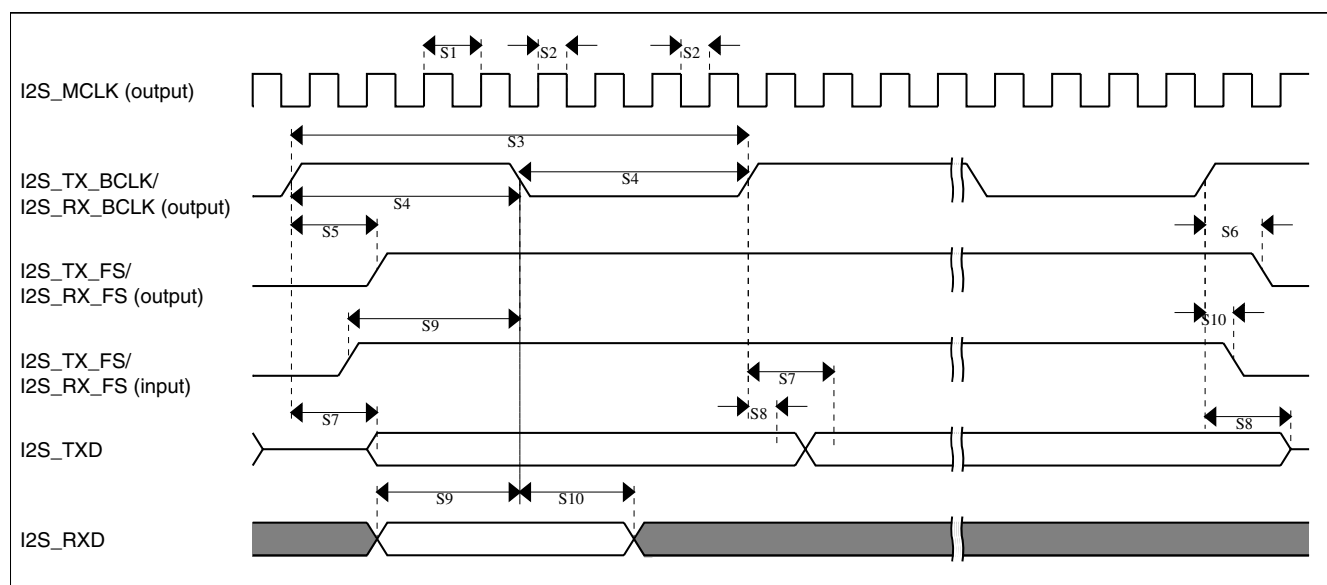 S1
S2
S2
I2S_MCLK (output)
S3
I2S_TX_BCLK/
I2S_RX_BCLK (output)
S4
S4
S5
S6
I2S_TX_FS/
I2S_RX_FS (output)
S9
S10
I2S_TX_FS/
I2S_RX_FS (input)
S7
S7
S8
S8
I2S_TXD
S9
S10
I2S_RXD